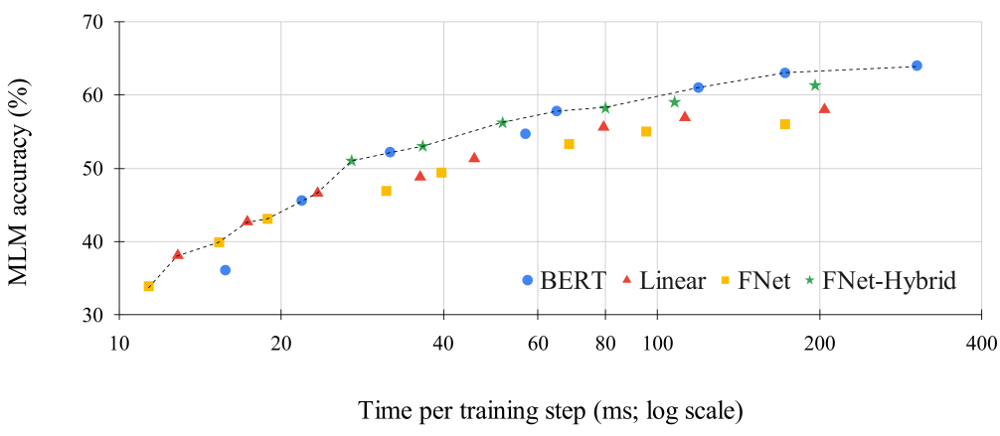 MLM accuracy (%)
70
60
50
40
30
BERT Linear FNet FNet-Hybrid
10 20 40 60 80 100 200 400
Time per training step (ms; log scale)